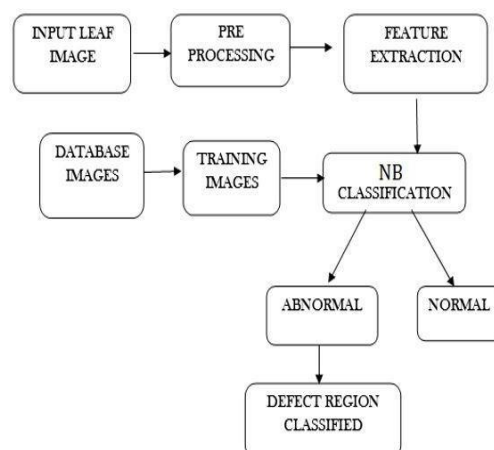 INPUT LEAF
IMAGE
PRE
PROCESSING
FEATURE
EXTRACTION
DATABASE
IMAGES
TRAINING
IMAGES
NB
CLASSIFICATION
ABNORMAL
NORMAL
DEFECT REGION
CLASSIFIED